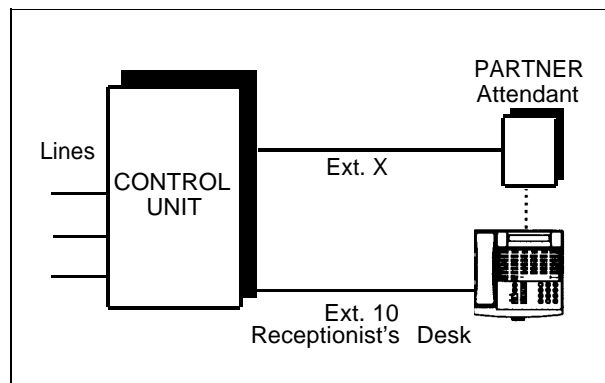 PARTNER
Attendant
Lines
Ext. X
CONTROL
UNIT
Ext. 10
Receptionist's Desk